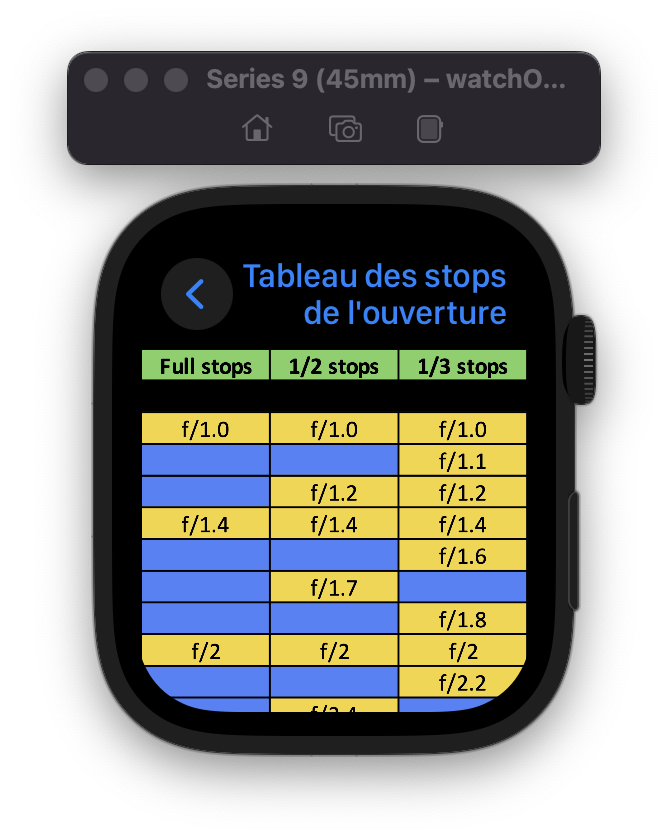 Series 9 (45mm) – watchO...
Tableau des stops
de l'ouverture
Full stops 1/2 stops 1/3 stops
f/1.0 f/1.0 f/1.0
f/1.1
f/1.2 f/1.2
f/1.4 f/1.4 f/1.4
f/1.6
f/1.7
f/1.8
f/2 f/2 f/2
f/2.2
f/2.4